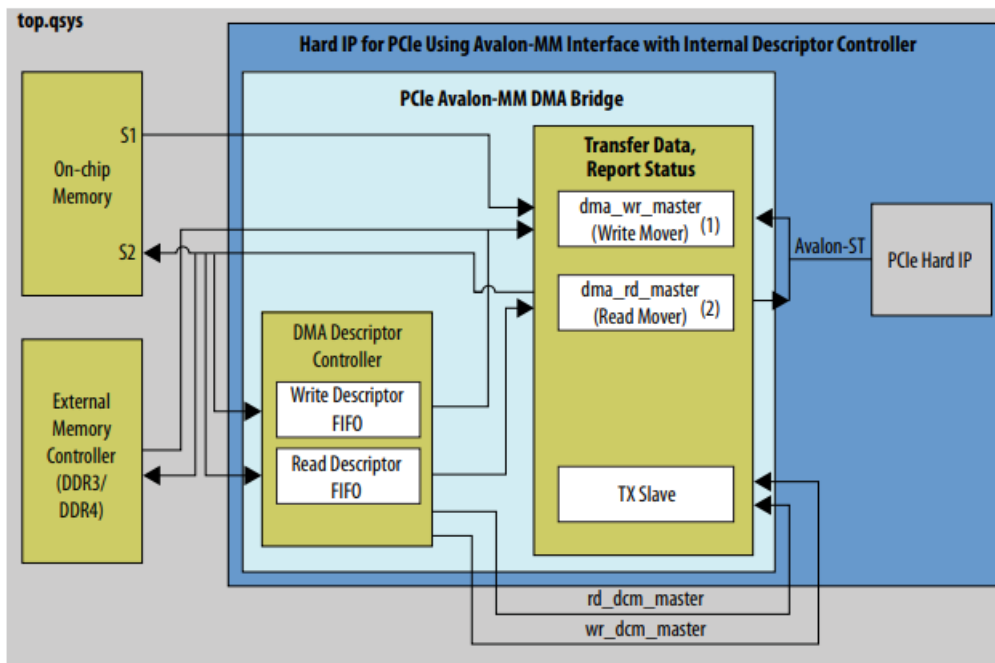 top.qsys
Hard IP for PCIe Using Avalon-MM Interface with Internal Descriptor Controller
PCIe Avalon-MM DMA Bridge
S1
On-chip
Memory
S2
Transfer Data,
Report Status
dma_wr_master
(Write Mover) (1)
dma_rd_master
(Read Mover) (2)
Avalon-ST
PCIe Hard IP
DMA Descriptor
Controller
Write Descriptor
FIFO
Read Descriptor
FIFO
External
Memory
Controller
(DDR3/
DDR4)
TX Slave
rd_dcm_master
wr_dcm_master